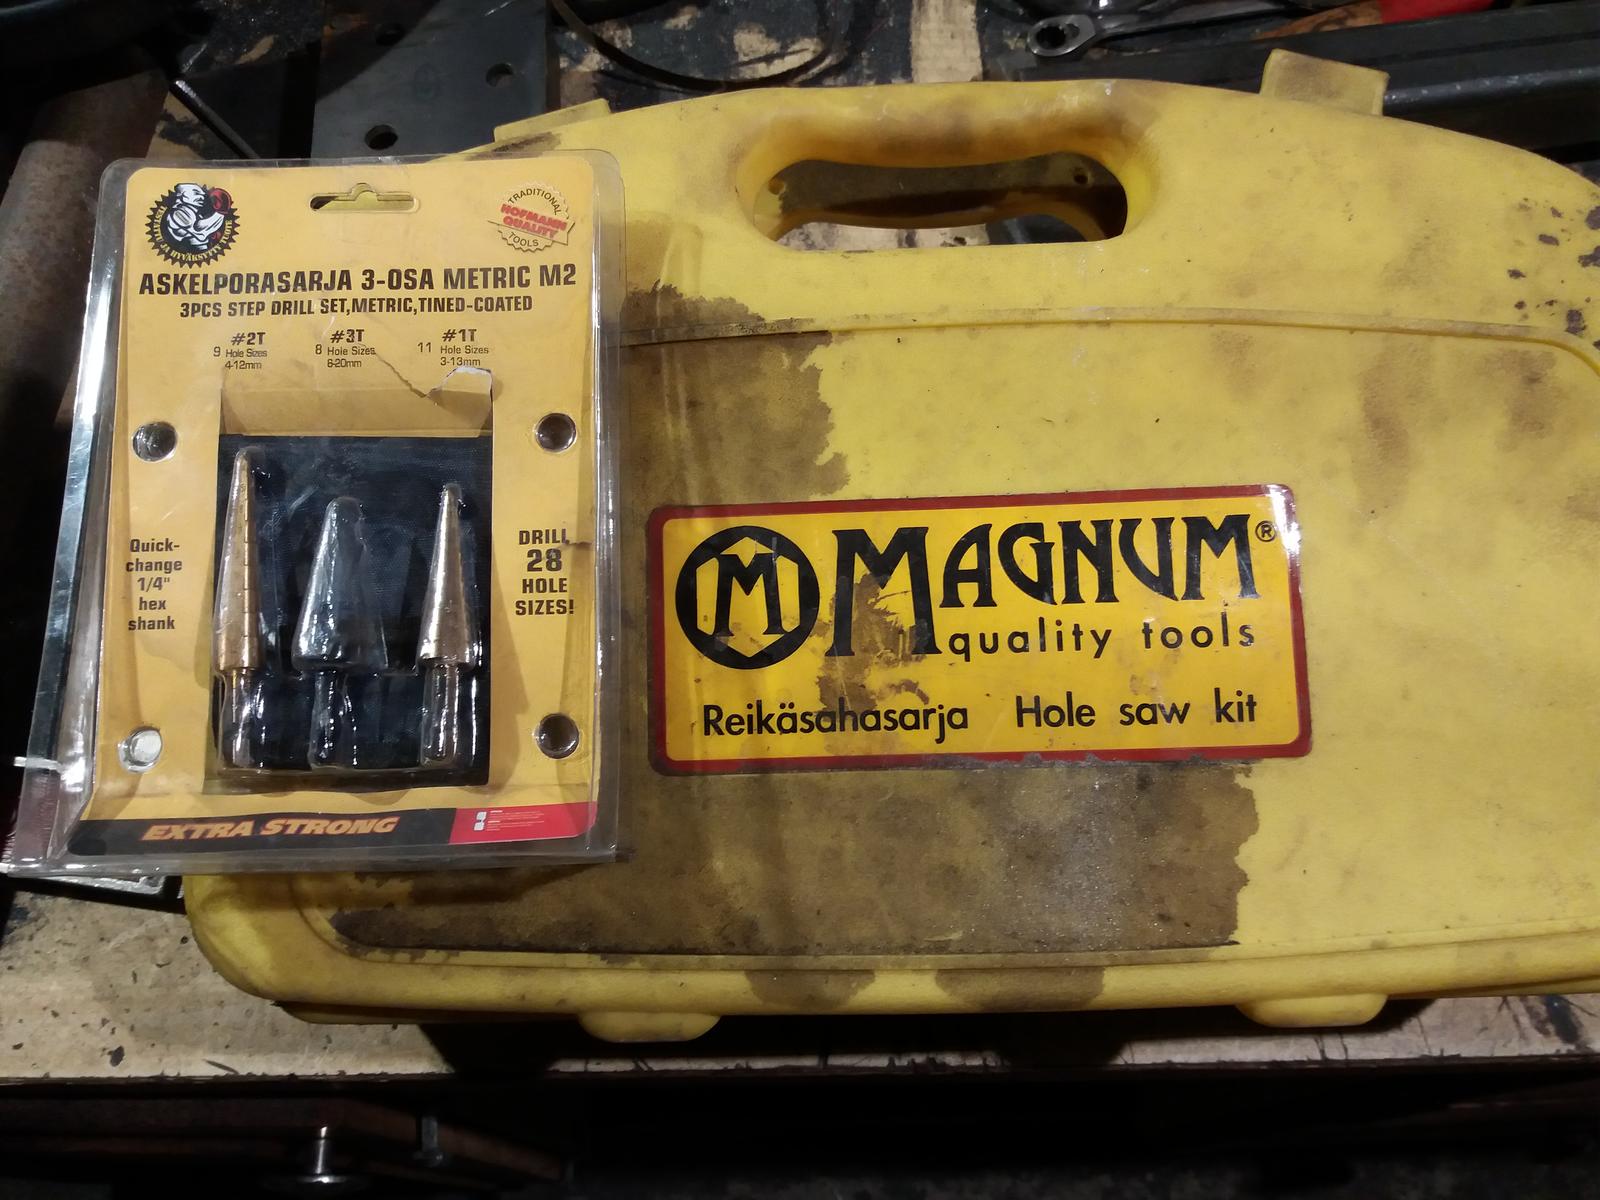 TRADITIONAL
HOFMANN
QUALITY
TOOLS
ASKELPORASARJA 3-OSA METRIC M2
3PCS STEP DRILL SET,METRIC,TINED-COATED
#2T
9 Hole Sizes
4-12mm
#3T
8 Hole Sizes
6-20mm
#1T
11 Hole Sizes
3-13mm
Quick-
change
1/4"
hex
shank
DRILL
28
HOLE
SIZES!
EXTRA STRONG
M MAGNUM®
quality tools
Reikäsahasarja Hole saw kit